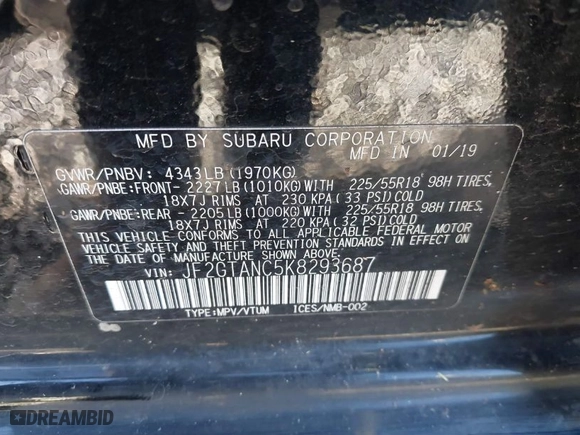 MFD BY SUBARU CORPORATION
MFD IN 01/19
GVWR/PNBV: 4343LB (1970KG)
GAWR/PNBE:FRONT- 2227LB (1010KG) WITH 225/55R18 98H TIRES,
18X7J RIMS AT 230 KPA (33 PSI) COLD
GAWR/PNBE:REAR - 2205LB (1000KG) WITH 225/55R18 98H TIRES,
18X7J RIMS AT 220 KPA (32 PSI) COLD
THIS VEHICLE CONFORMS TO ALL APPLICABLE FEDERAL MOTOR
VEHICLE SAFETY AND THEFT PREVENTION STANDARDS IN EFFECT ON
THE DATE OF MANUFACTURE SHOWN ABOVE.
VIN: JF2GTANC5K8293687
TYPE:MPV/VTUM ICES/NMB-002
DREAMBID